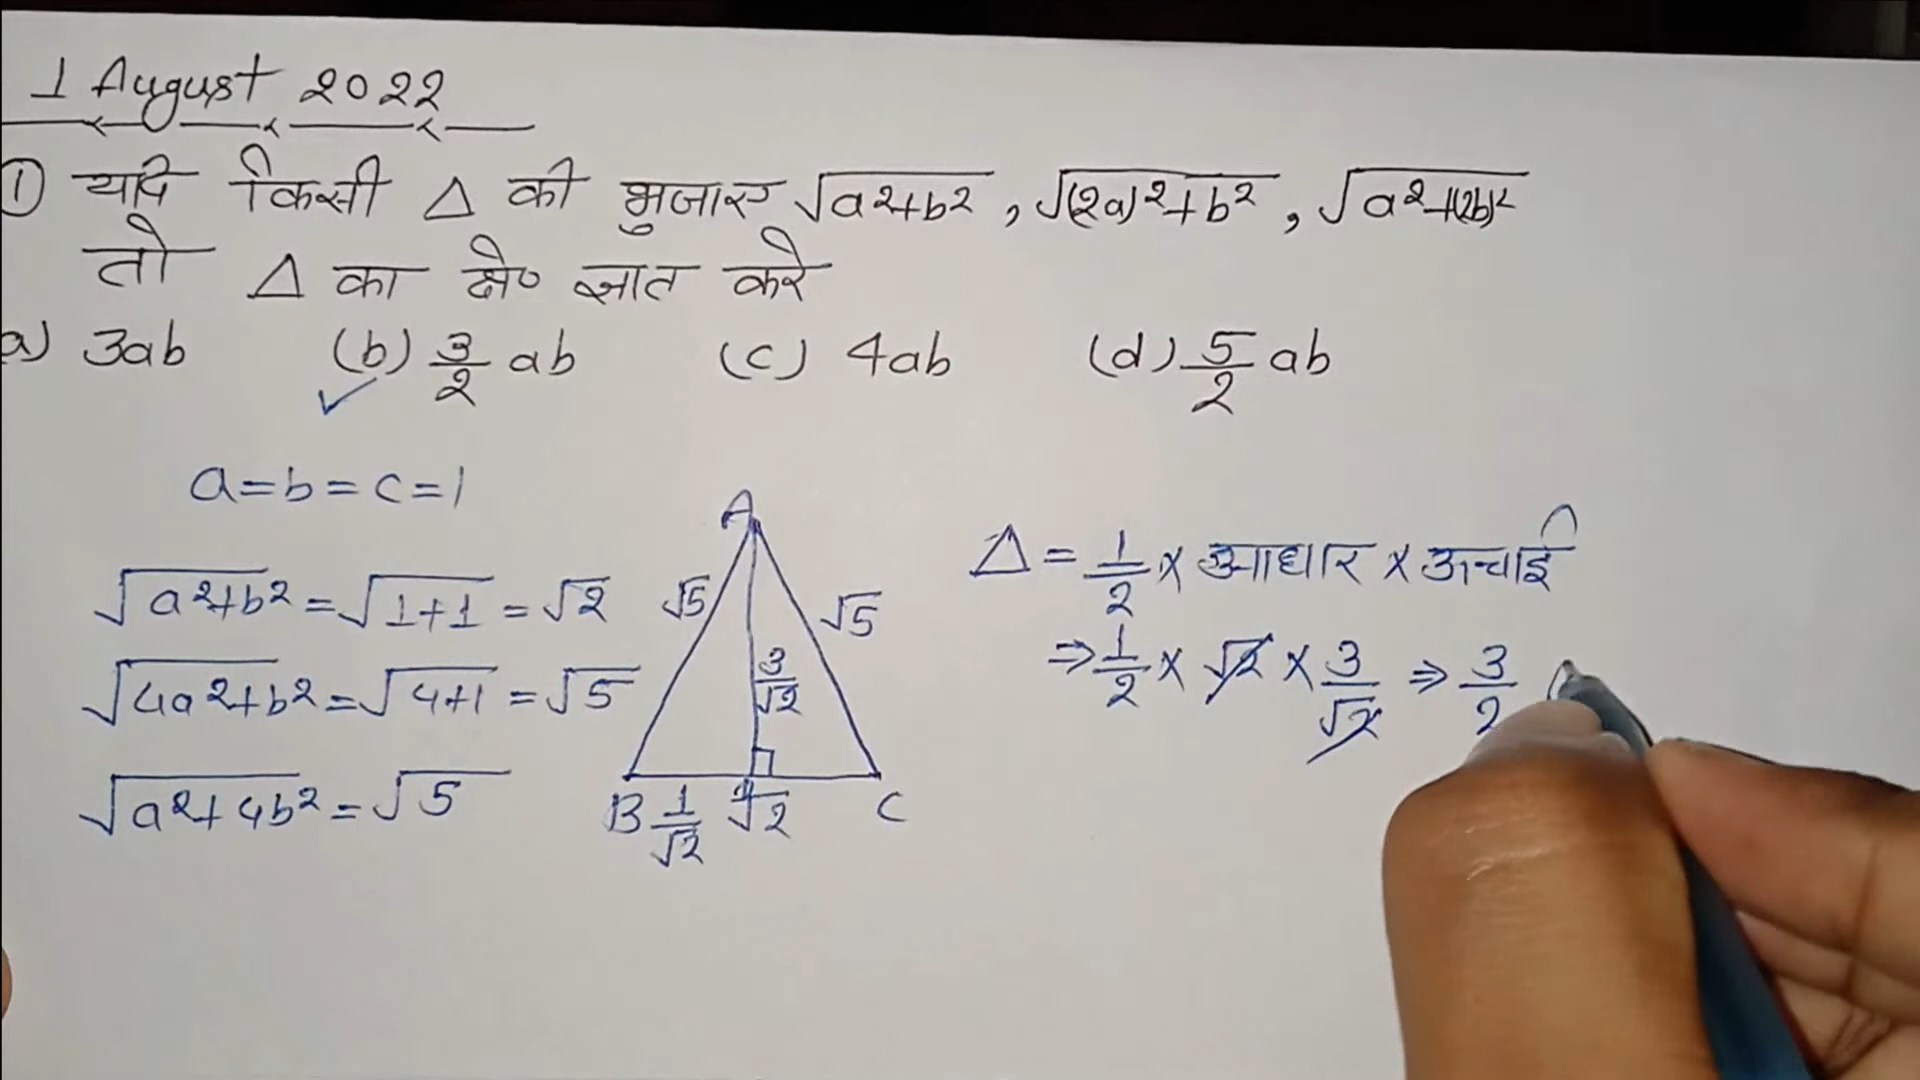 1 August 2022
① यदि किसी Δ की भुजाए √(a²+b²) , √((2a)²+b²) , √(a²+(2b)²)
तो Δ का क्षे० ज्ञात करे
a) 3ab (b) 3/2 ab (c) 4ab (d) 5/2 ab
a=b=c=1
√(a²+b²) = √(1+1) = √2
√(4a²+b²) = √(4+1) = √5
√(a²+4b²) = √5
A
√5 √5
3/√2
B 1/√2 √2 C
Δ = 1/2 × आधार × ऊचाई
⇒ 1/2 × √2 × 3/√2 ⇒ 3/2